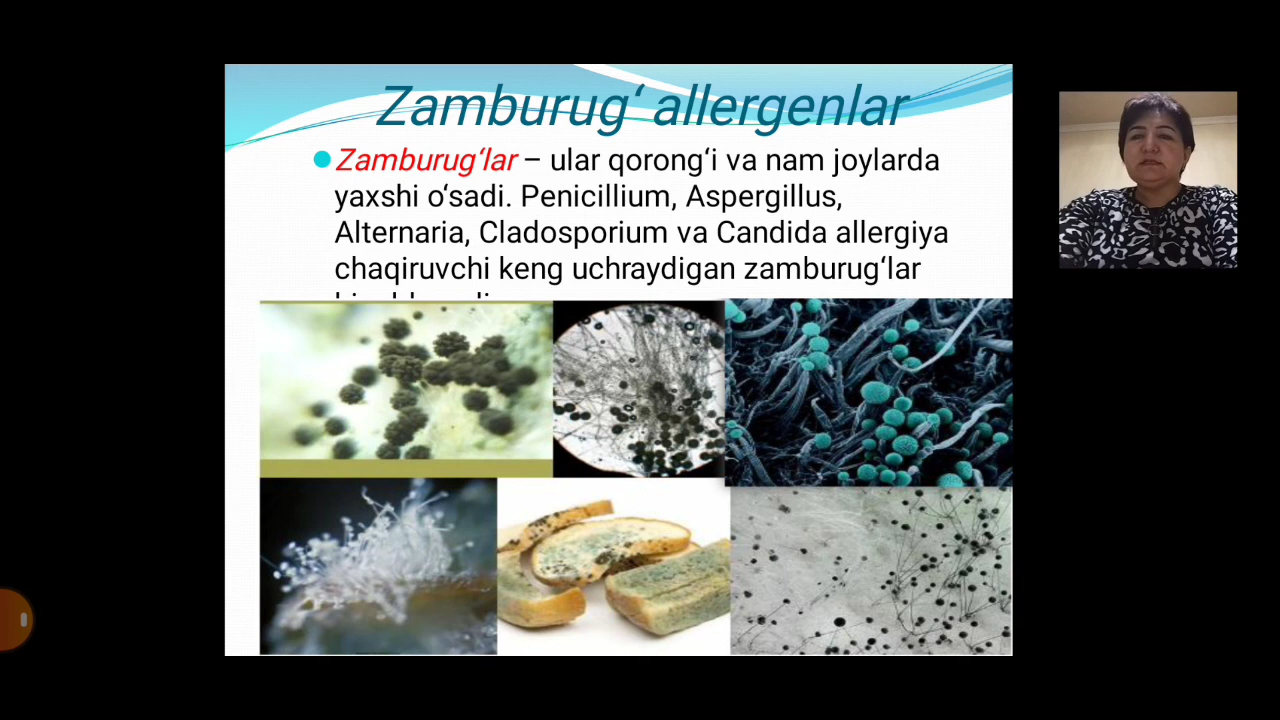 Zamburug‘ allergenlar
Zamburug‘lar – ular qorong‘i va nam joylarda
yaxshi o‘sadi. Penicillium, Aspergillus,
Alternaria, Cladosporium va Candida allergiya
chaqiruvchi keng uchraydigan zamburug‘lar